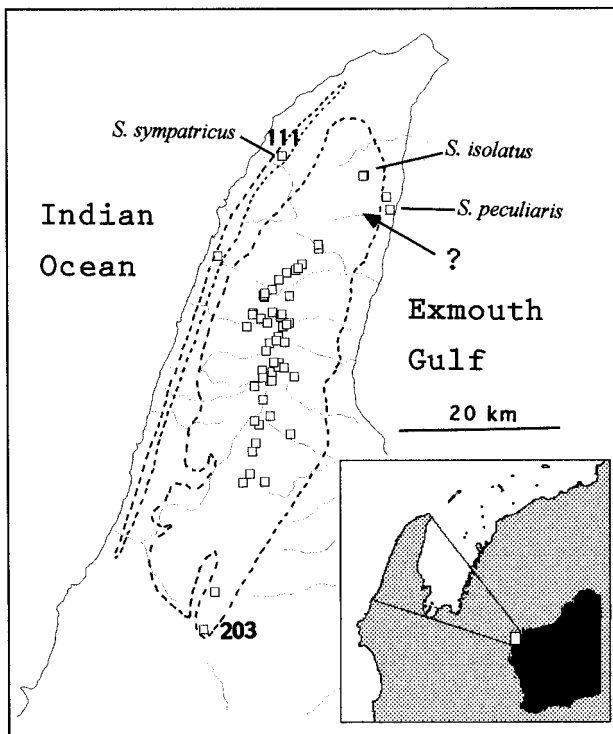 S. sympatricus
111
S. isolatus
S. peculiaris
Indian
Ocean
?
Exmouth
Gulf
20 km
203